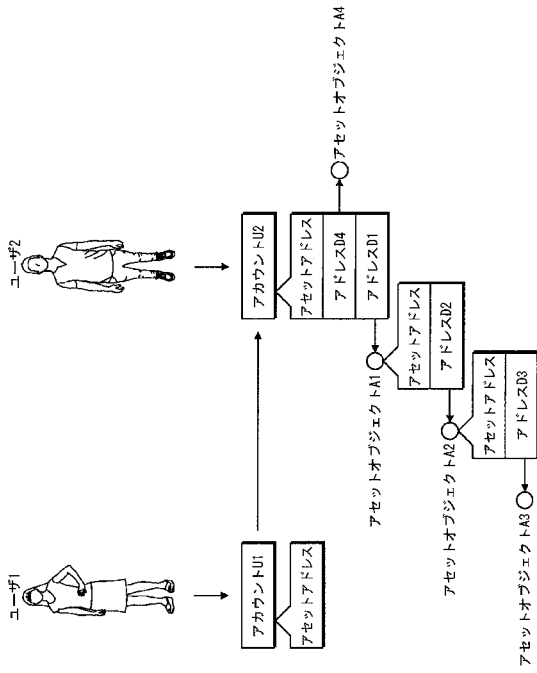 ユーザ1
ユーザ2
アカウントU1
アセットアドレス
アカウントU2
アセットアドレス
アドレスD4
アドレスD1
アセットオブジェクトA4
アセットオブジェクトA1
アセットアドレス
アドレスD2
アセットオブジェクトA2
アセットアドレス
アドレスD3
アセットオブジェクトA3